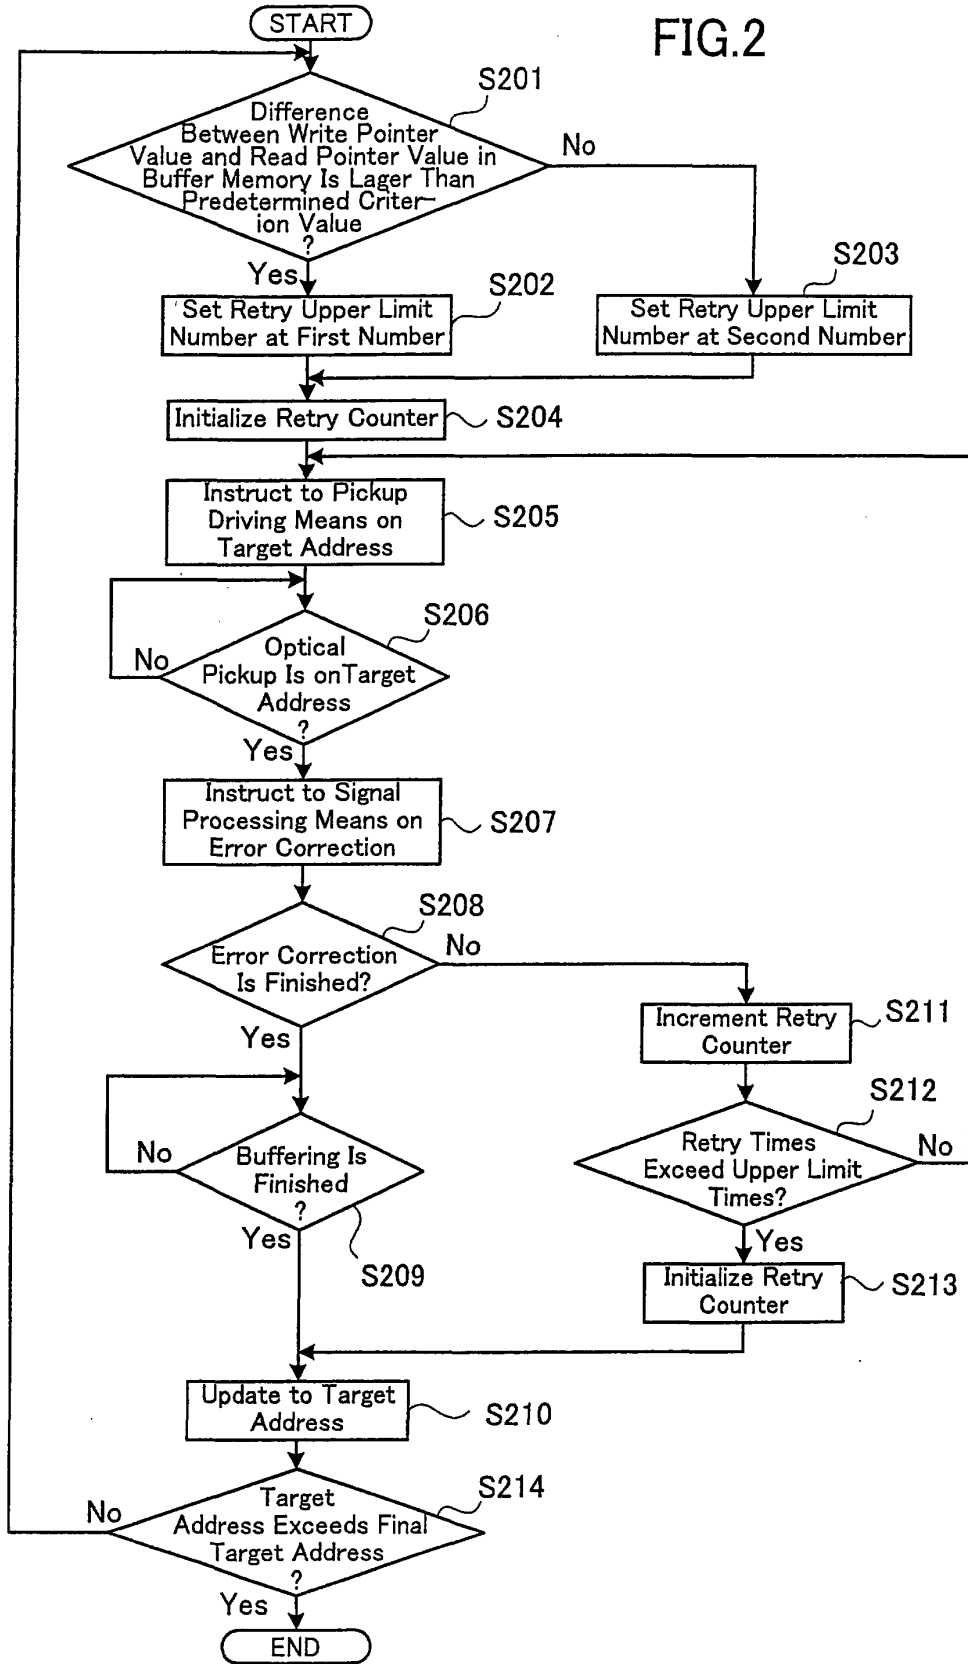 START
FIG.2
S201
Difference
Between Write Pointer
Value and Read Pointer Value in
Buffer Memory Is Lager Than
Predetermined Criter-
ion Value
?
No
Yes
S202
Set Retry Upper Limit
Number at First Number
S203
Set Retry Upper Limit
Number at Second Number
Initialize Retry Counter
S204
Instruct to Pickup
Driving Means on
Target Address
S205
S206
Optical
Pickup Is onTarget
Address
?
No
Yes
Instruct to Signal
Processing Means on
Error Correction
S207
S208
Error Correction
Is Finished?
No
Yes
Increment Retry
Counter
S211
S212
Retry Times
Exceed Upper Limit
Times?
No
Yes
Buffering Is
Finished
?
No
Yes
S209
Initialize Retry
Counter
S213
Update to Target
Address
S210
S214
Target
Address Exceeds Final
Target Address
?
No
Yes
END